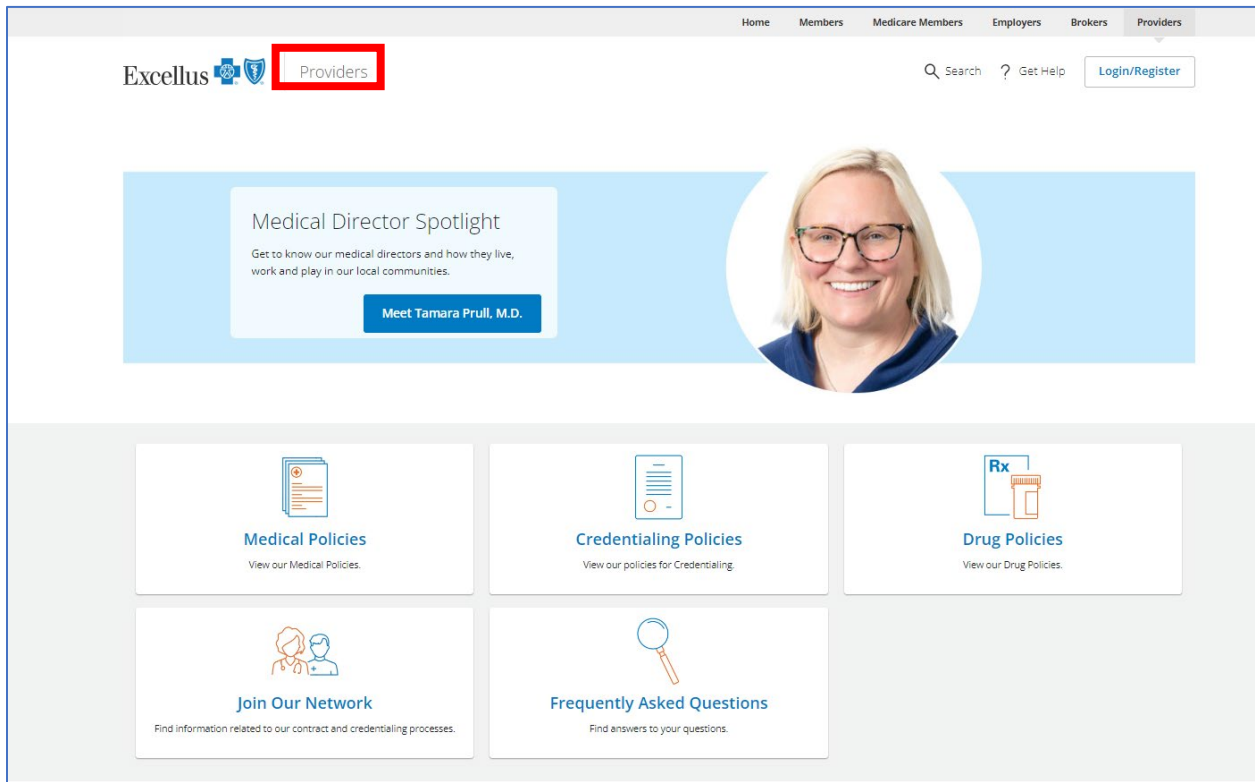 Home Members Medicare Members Employers Brokers Providers
Excellus Providers Search ? Get Help Login/Register
Medical Director Spotlight
Get to know our medical directors and how they live,
work and play in our local communities.
Meet Tamara Prull, M.D.
Rx
Medical Policies
View our Medical Policies.
Credentialing Policies
View our policies for Credentialing.
Drug Policies
View our Drug Policies.
Join Our Network
Find information related to our contract and credentialing processes.
Frequently Asked Questions
Find answers to your questions.